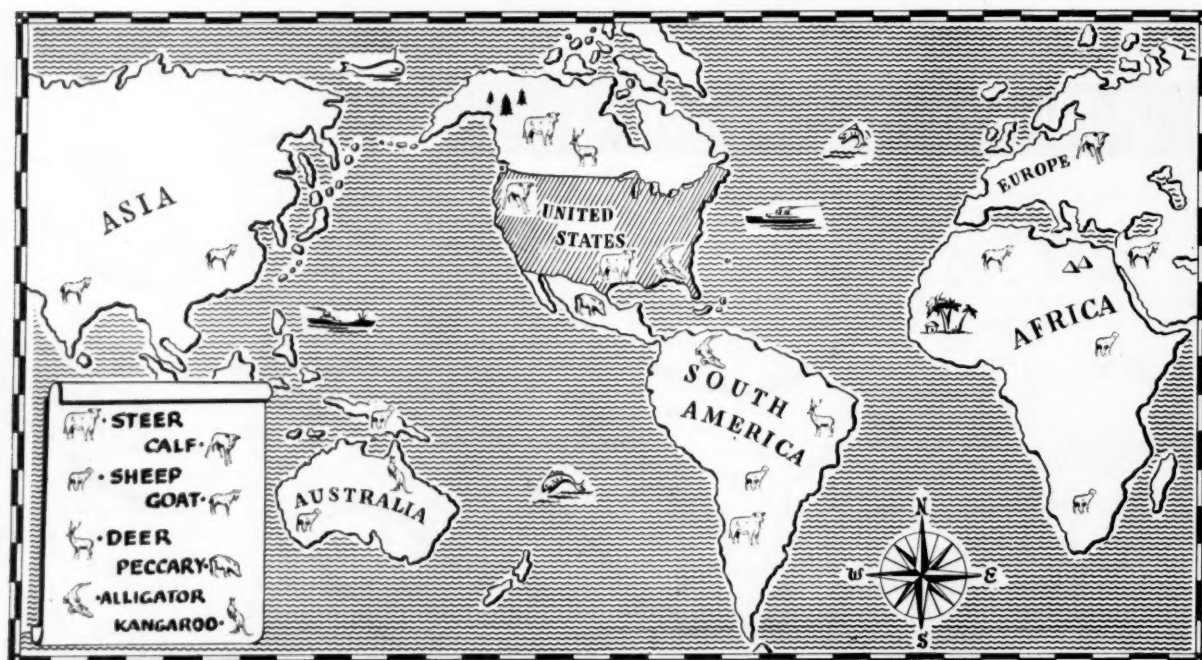 ASIA
UNITED
STATES
EUROPE
AFRICA
SOUTH
AMERICA
AUSTRALIA
STEER
CALF
SHEEP
GOAT
DEER
PECCARY
ALLIGATOR
KANGAROO
N
W E
S